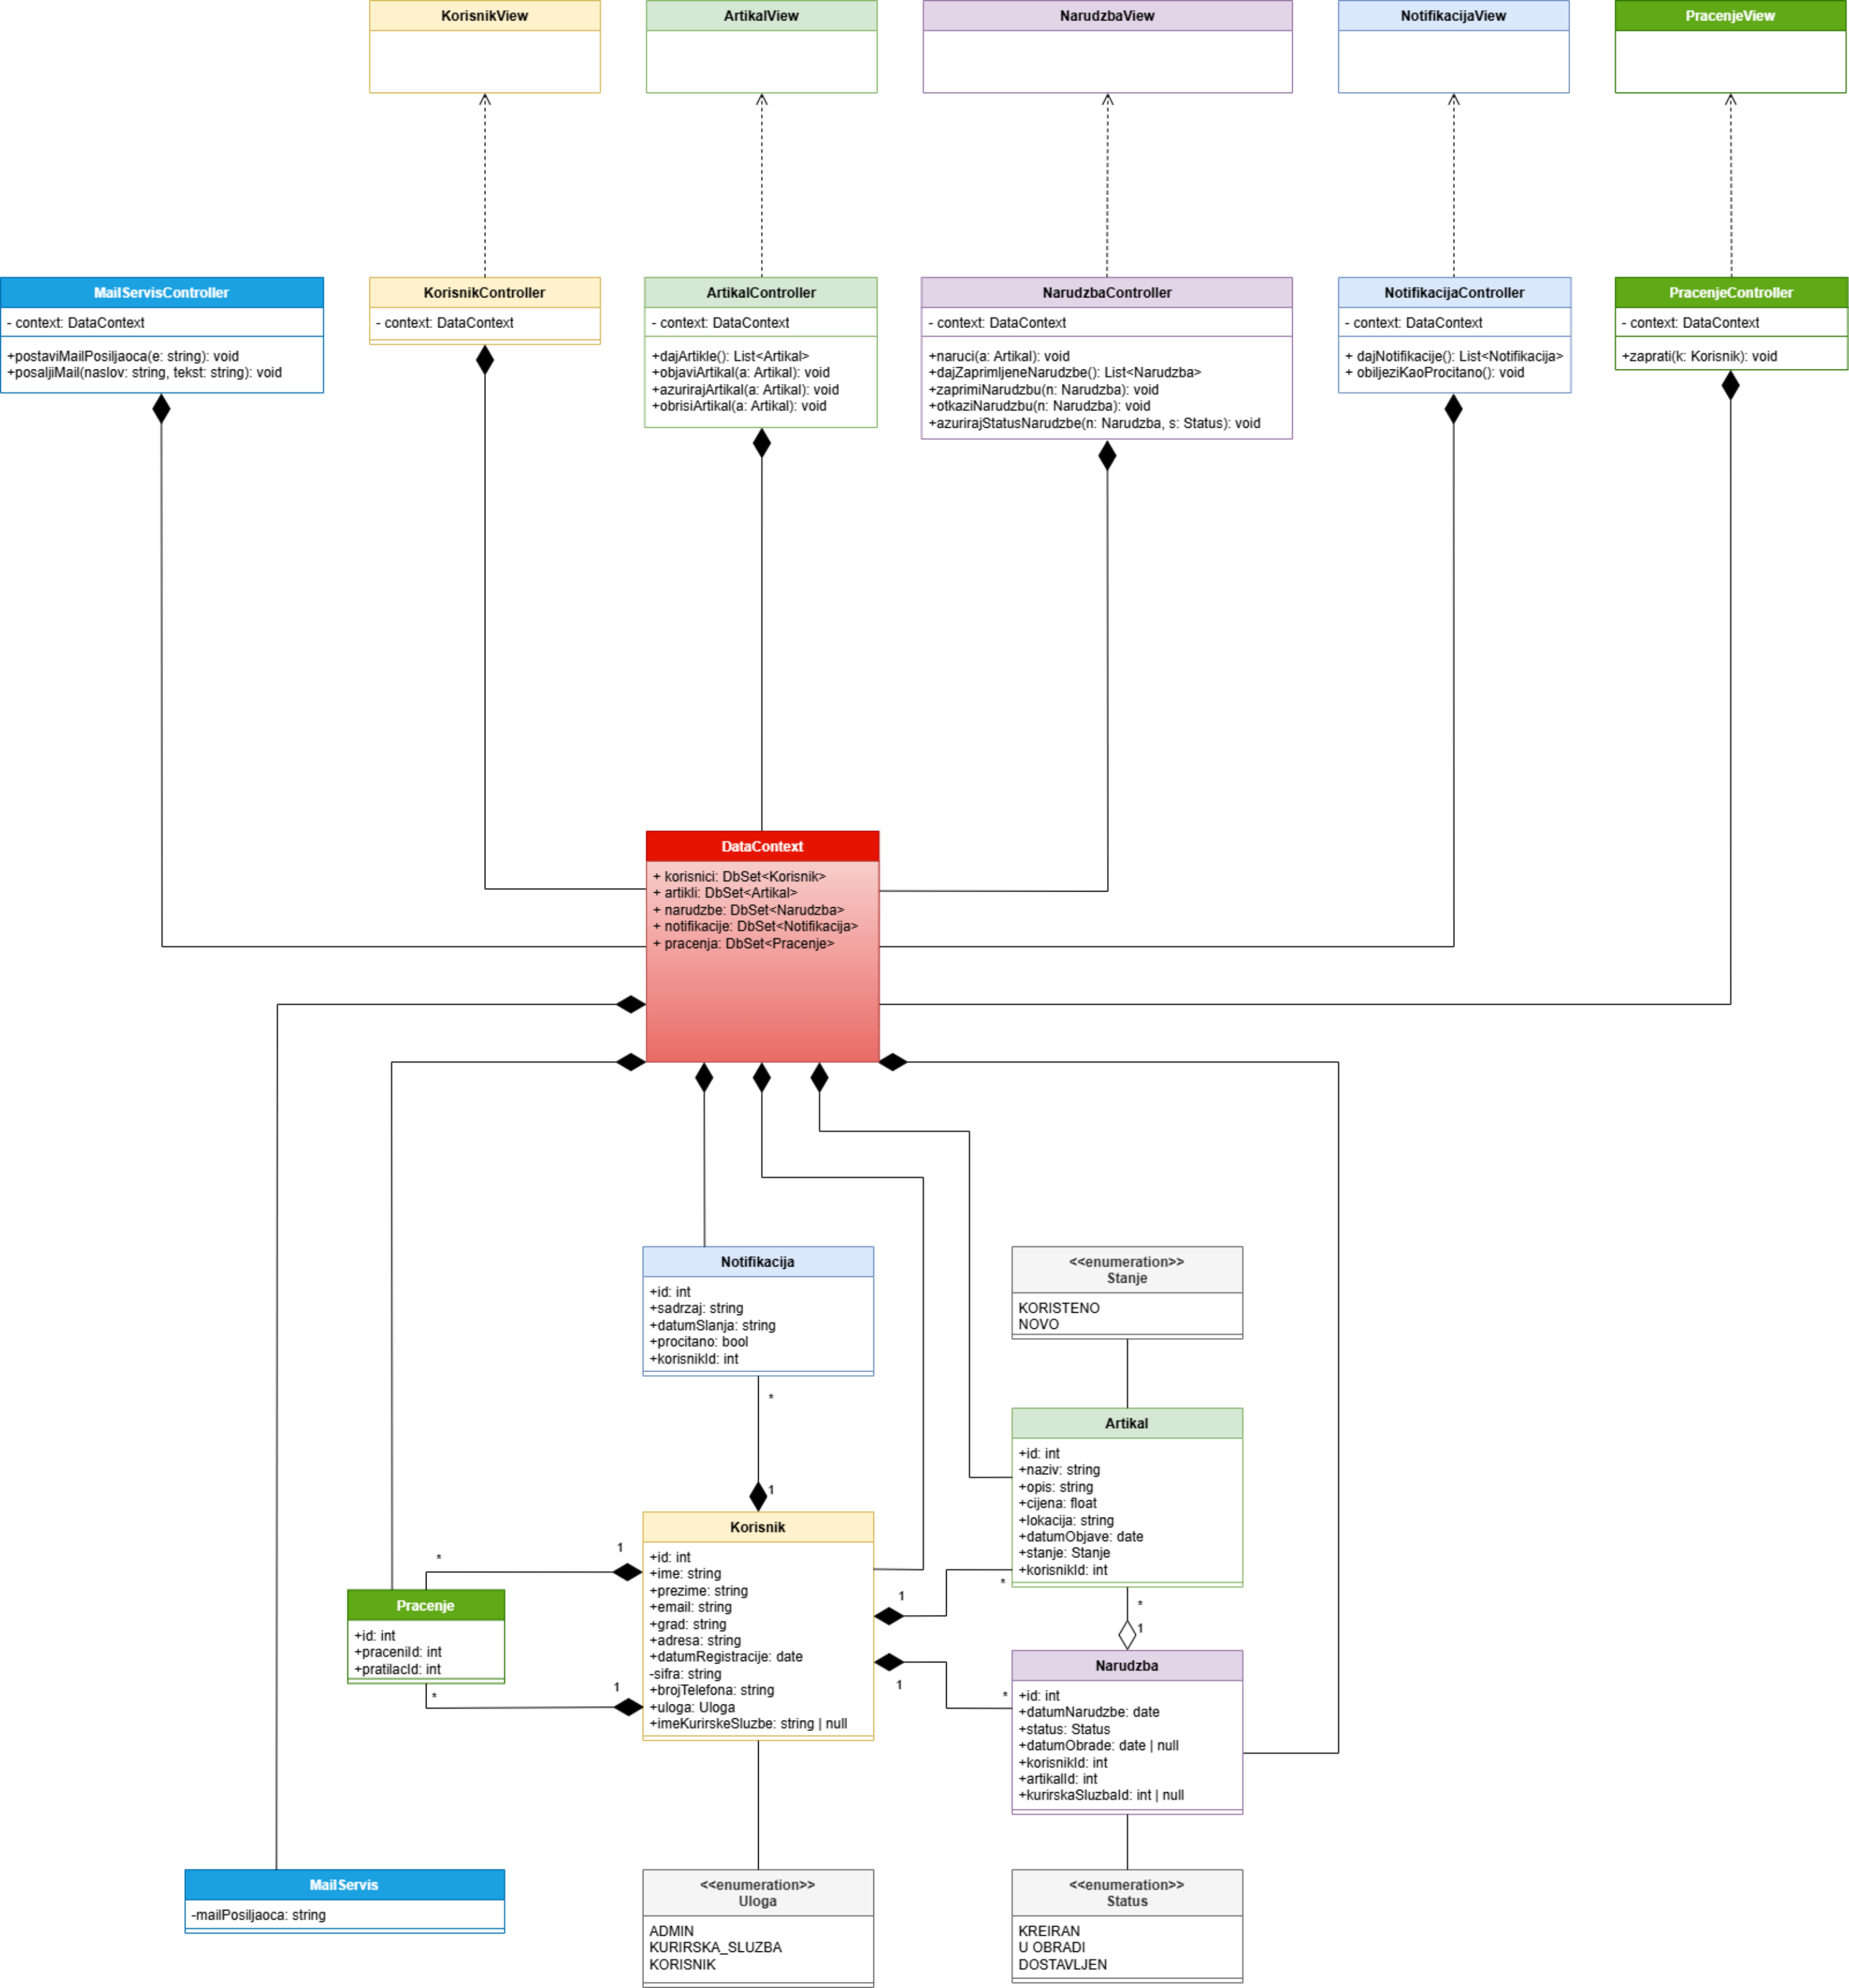 KorisnikView
ArtikalView
NarudzbaView
NotifikacijaView
PracenjeView
MailServisController
- context: DataContext
+postaviMailPosiljaoca(e: string): void
+posaljiMail(naslov: string, tekst: string): void
KorisnikController
- context: DataContext
ArtikalController
- context: DataContext
+dajArtikle(): List<Artikal>
+objaviArtikal(a: Artikal): void
+azurirajArtikal(a: Artikal): void
+obrisiArtikal(a: Artikal): void
NarudzbaController
- context: DataContext
+naruci(a: Artikal): void
+dajZaprimljeneNarudzbe(): List<Narudzba>
+zaprimiNarudzbu(n: Narudzba): void
+otkaziNarudzbu(n: Narudzba): void
+azurirajStatusNarudzbe(n: Narudzba, s: Status): void
NotifikacijaController
- context: DataContext
+ dajNotifikacije(): List<Notifikacija>
+ obiljeziKaoProcitano(): void
PracenjeController
- context: DataContext
+zaprati(k: Korisnik): void
DataContext
+ korisnici: DbSet<Korisnik>
+ artikli: DbSet<Artikal>
+ narudzbe: DbSet<Narudzba>
+ notifikacije: DbSet<Notifikacija>
+ pracenja: DbSet<Pracenje>
Notifikacija
+id: int
+sadrzaj: string
+datumSlanja: string
+procitano: bool
+korisnikId: int
*
1
<<enumeration>>
Stanje
KORISTENO
NOVO
Artikal
+id: int
+naziv: string
+opis: string
+cijena: float
+lokacija: string
+datumObjave: date
+stanje: Stanje
+korisnikId: int
*
1
Korisnik
+id: int
+ime: string
+prezime: string
+email: string
+grad: string
+adresa: string
+datumRegistracije: date
-sifra: string
+brojTelefona: string
+uloga: Uloga
+imeKurirskeSluzbe: string | null
*
1
*
1
1
*
1
*
Pracenje
+id: int
+praceniId: int
+pratilacId: int
Narudzba
+id: int
+datumNarudzbe: date
+status: Status
+datumObrade: date | null
+korisnikId: int
+artikalId: int
+kurirskaSluzbaId: int | null
MailServis
-mailPosiljaoca: string
<<enumeration>>
Uloga
ADMIN
KURIRSKA_SLUZBA
KORISNIK
<<enumeration>>
Status
KREIRAN
U OBRADI
DOSTAVLJEN